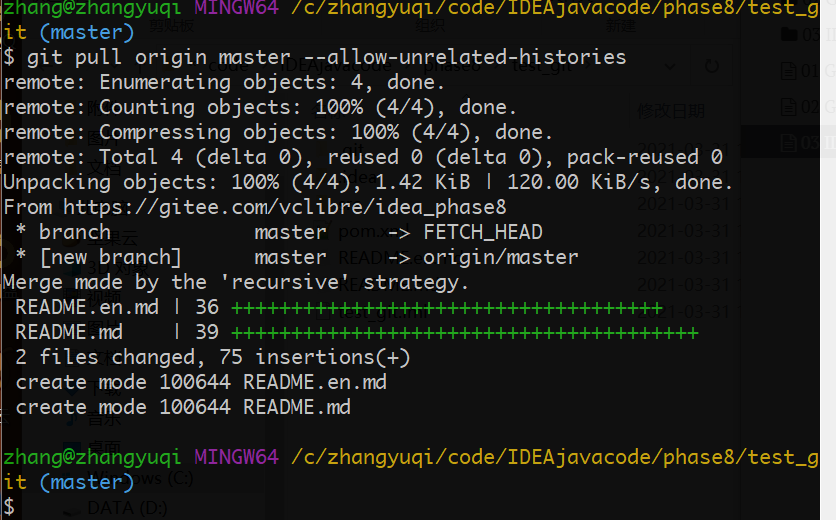 zhang@zhangyuqi MINGW64 /c/zhangyuqi/code/IDEAjavacode/phase8/test_g
it (master)
$ git pull origin master --allow-unrelated-histories
remote: Enumerating objects: 4, done.
remote: Counting objects: 100% (4/4), done.
remote: Compressing objects: 100% (4/4), done.
remote: Total 4 (delta 0), reused 0 (delta 0), pack-reused 0
Unpacking objects: 100% (4/4), 1.42 KiB | 120.00 KiB/s, done.
From https://gitee.com/vclibre/idea_phase8
 * branch            master     -> FETCH_HEAD
 * [new branch]      master     -> origin/master
Merge made by the 'recursive' strategy.
 README.en.md | 36 ++++++++++++++++++++++++++++++++++++
 README.md    | 39 +++++++++++++++++++++++++++++++++++++++
 2 files changed, 75 insertions(+)
 create mode 100644 README.en.md
 create mode 100644 README.md
zhang@zhangyuqi MINGW64 /c/zhangyuqi/code/IDEAjavacode/phase8/test_g
it (master)
$